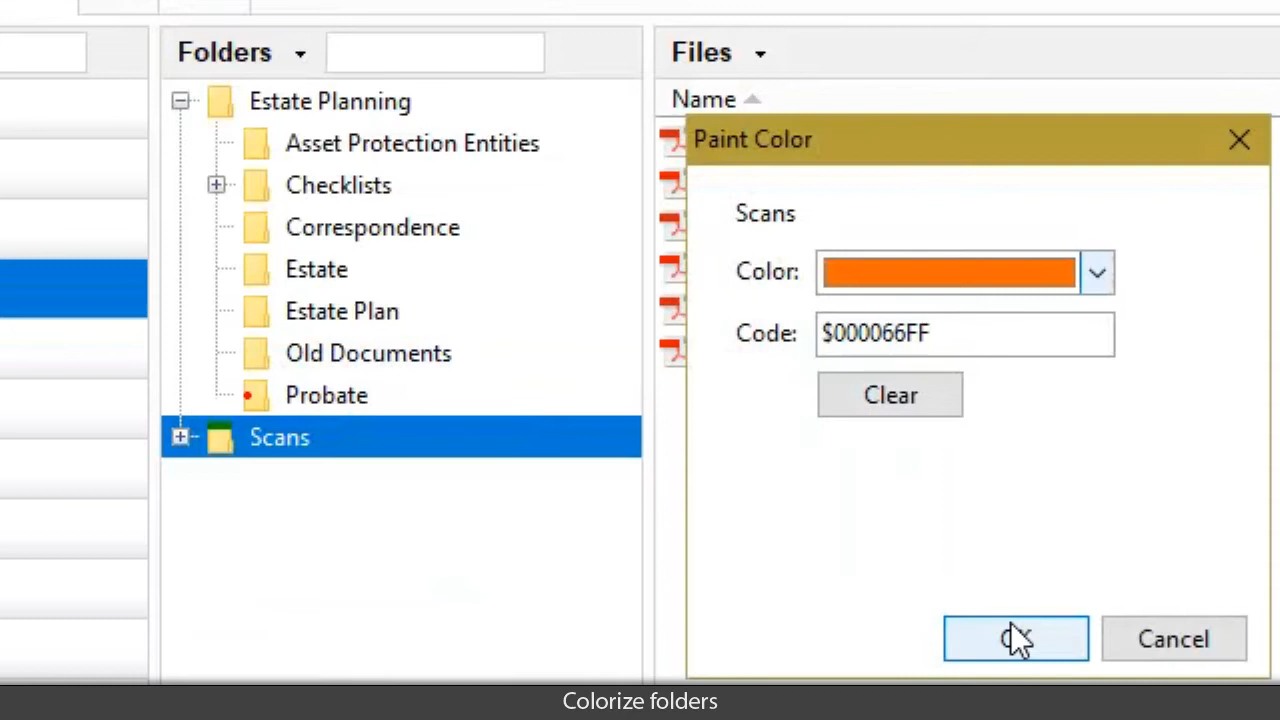 Folders
Estate Planning
Asset Protection Entities
Checklists
Correspondence
Estate
Estate Plan
Old Documents
Probate
Scans
Files
Name
Paint Color
Scans
Color:
Code: $000066FF
Clear
Cancel
Colorize folders